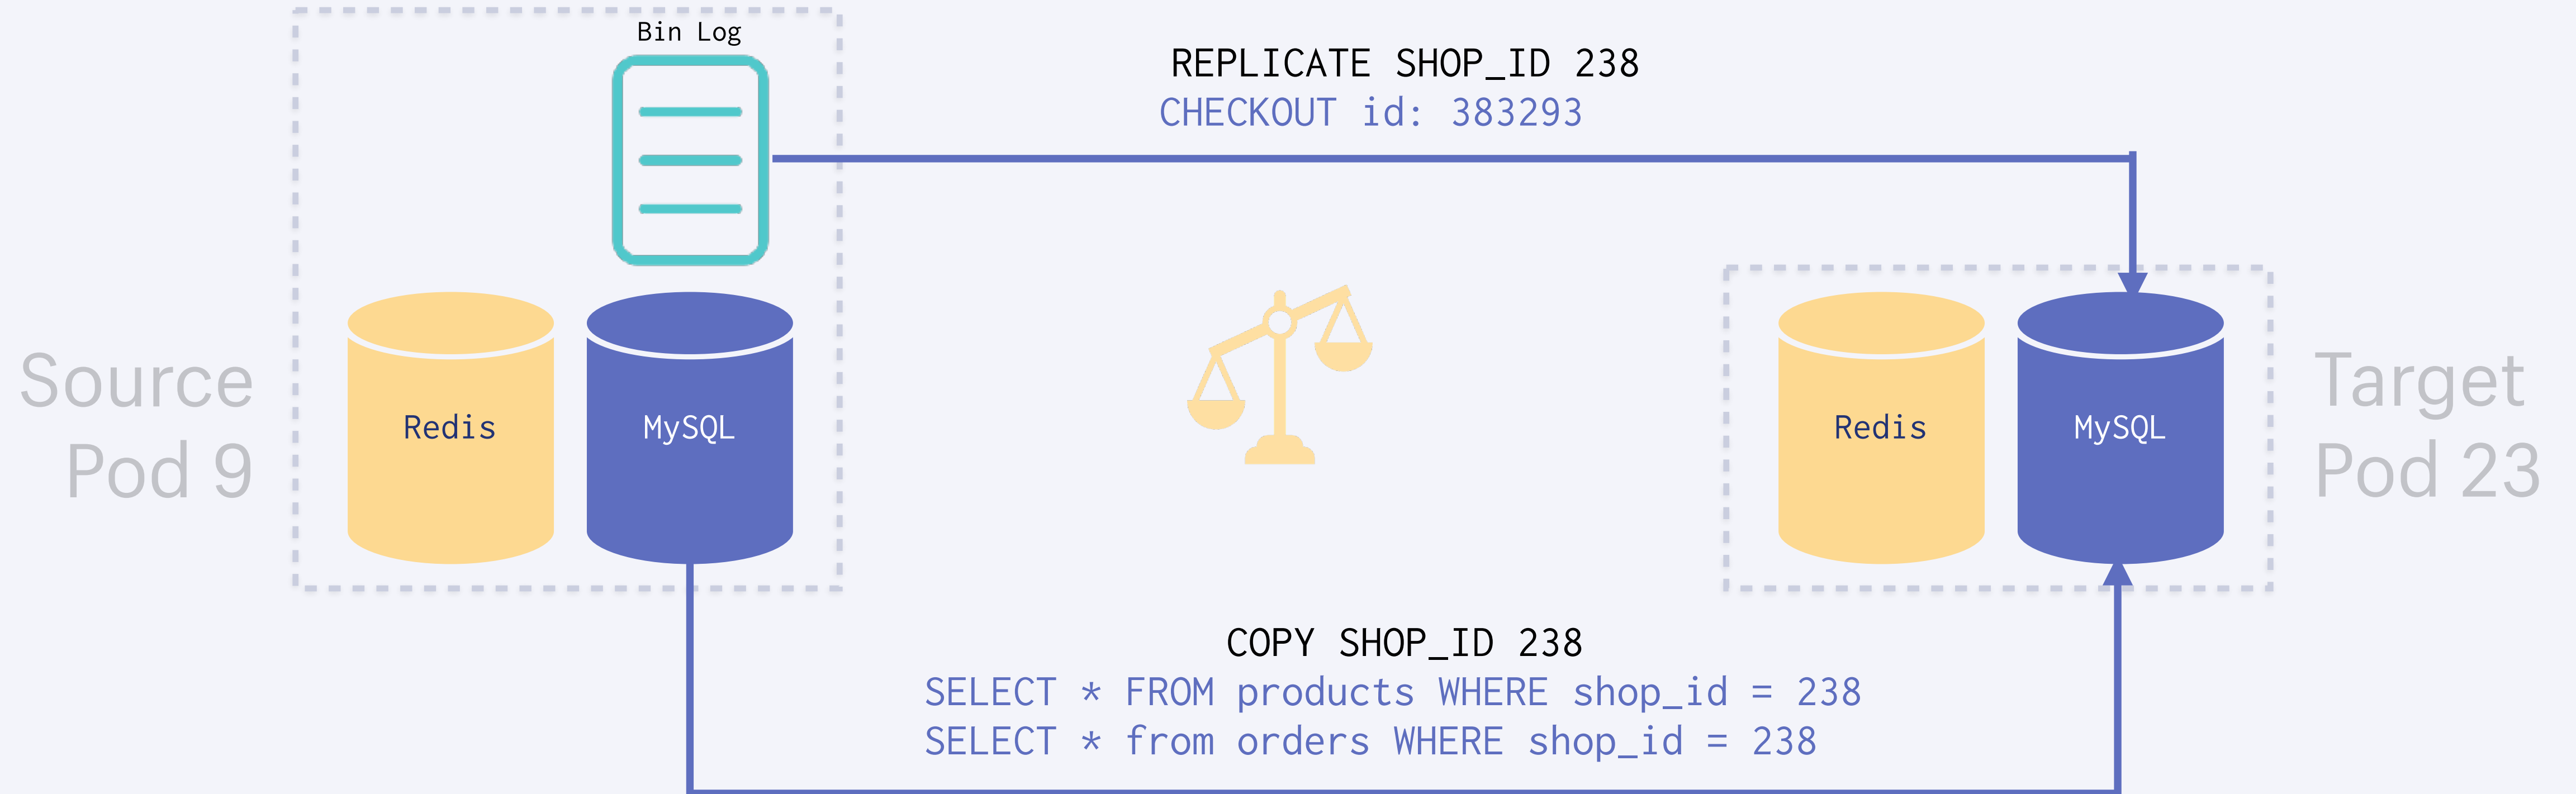 Bin Log
REPLICATE SHOP_ID 238
CHECKOUT id: 383293
Source
Pod 9
Redis
MySQL
Redis
MySQL
Target
Pod 23
COPY SHOP_ID 238
SELECT * FROM products WHERE shop_id = 238
SELECT * from orders WHERE shop_id = 238